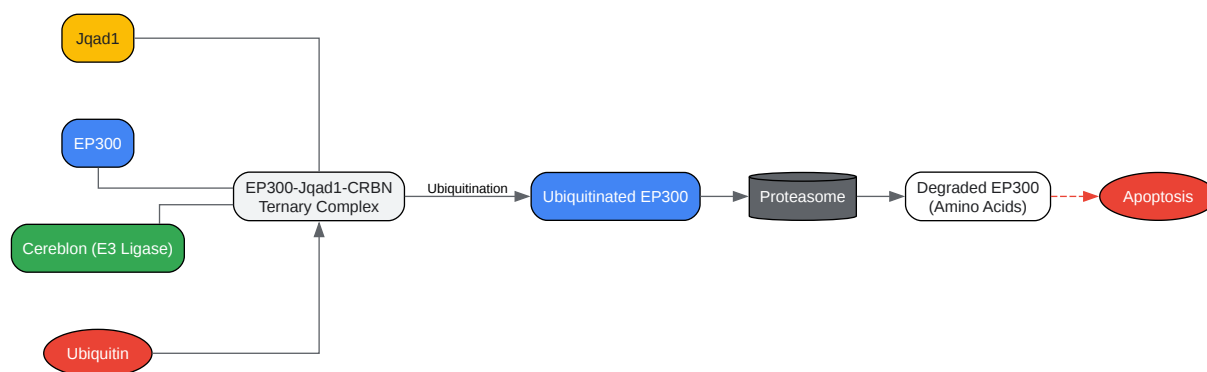 Jqad1
EP300
EP300-Jqad1-CRBN
Ternary Complex
Cereblon (E3 Ligase)
Ubiquitin
Ubiquitination
Ubiquitinated EP300
Proteasome
Degraded EP300
(Amino Acids)
Apoptosis